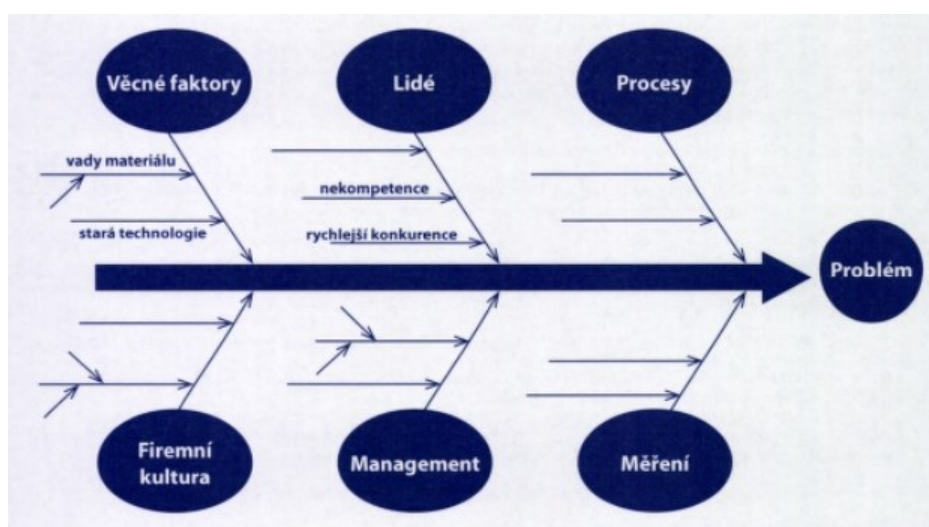 Věcné faktory
Lidé
Procesy
vady materiálu
nekompetence
stará technologie
rychlejší konkurence
Problém
Firemní
kultura
Management
Měření